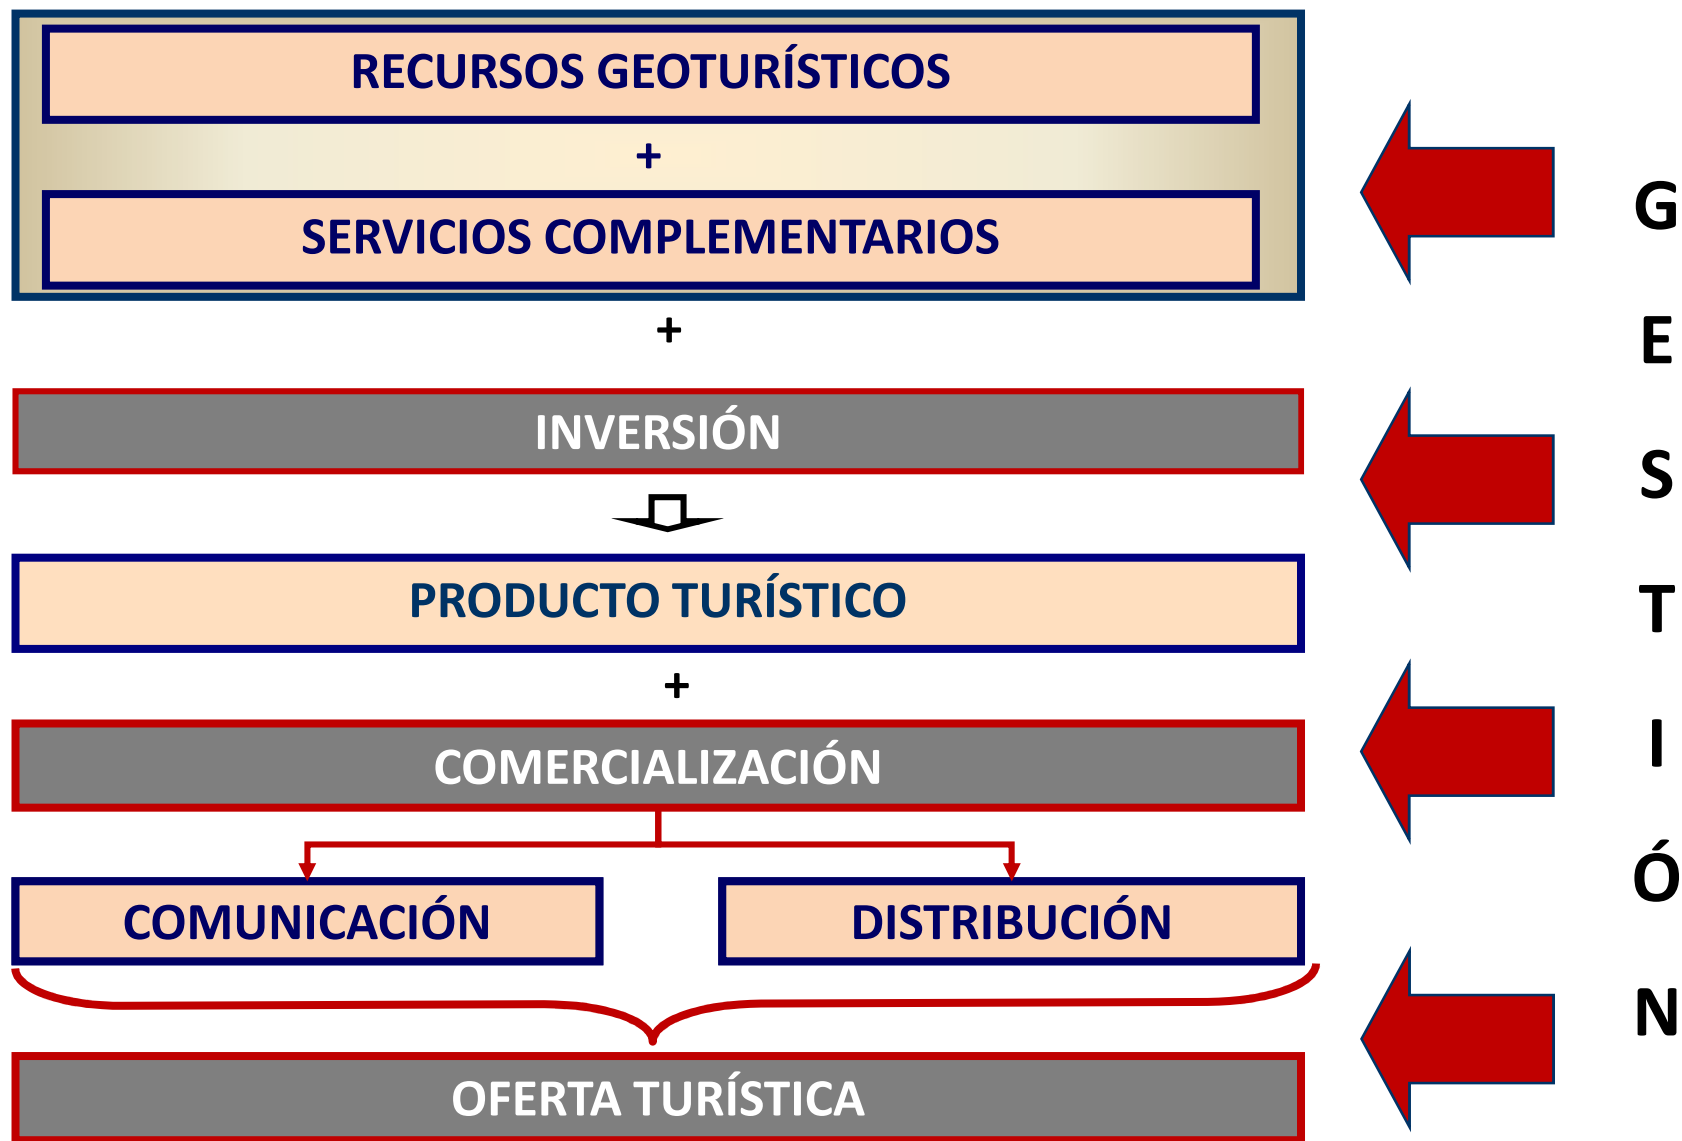 RECURSOS GEOTURÍSTICOS
+
SERVICIOS COMPLEMENTARIOS
+
INVERSIÓN
PRODUCTO TURÍSTICO
+
COMERCIALIZACIÓN
COMUNICACIÓN
DISTRIBUCIÓN
OFERTA TURÍSTICA
G
E
S
T
I
Ó
N